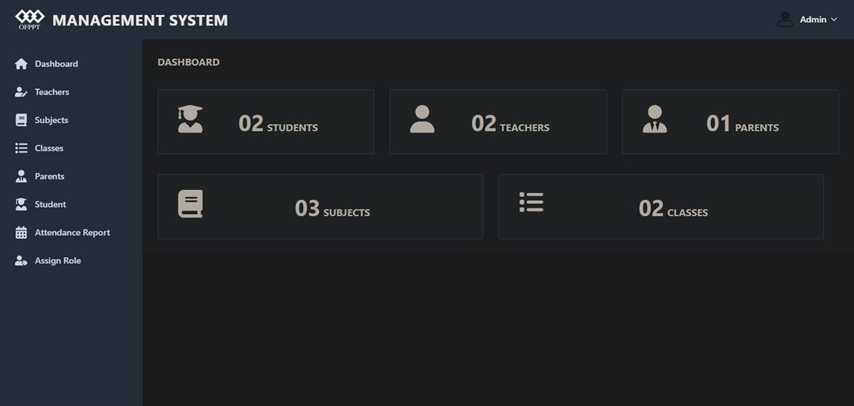 OFPPT
MANAGEMENT SYSTEM
Admin
Dashboard
Teachers
Subjects
Classes
Parents
Student
Attendance Report
Assign Role
DASHBOARD
02 STUDENTS
02 TEACHERS
01 PARENTS
03 SUBJECTS
02 CLASSES